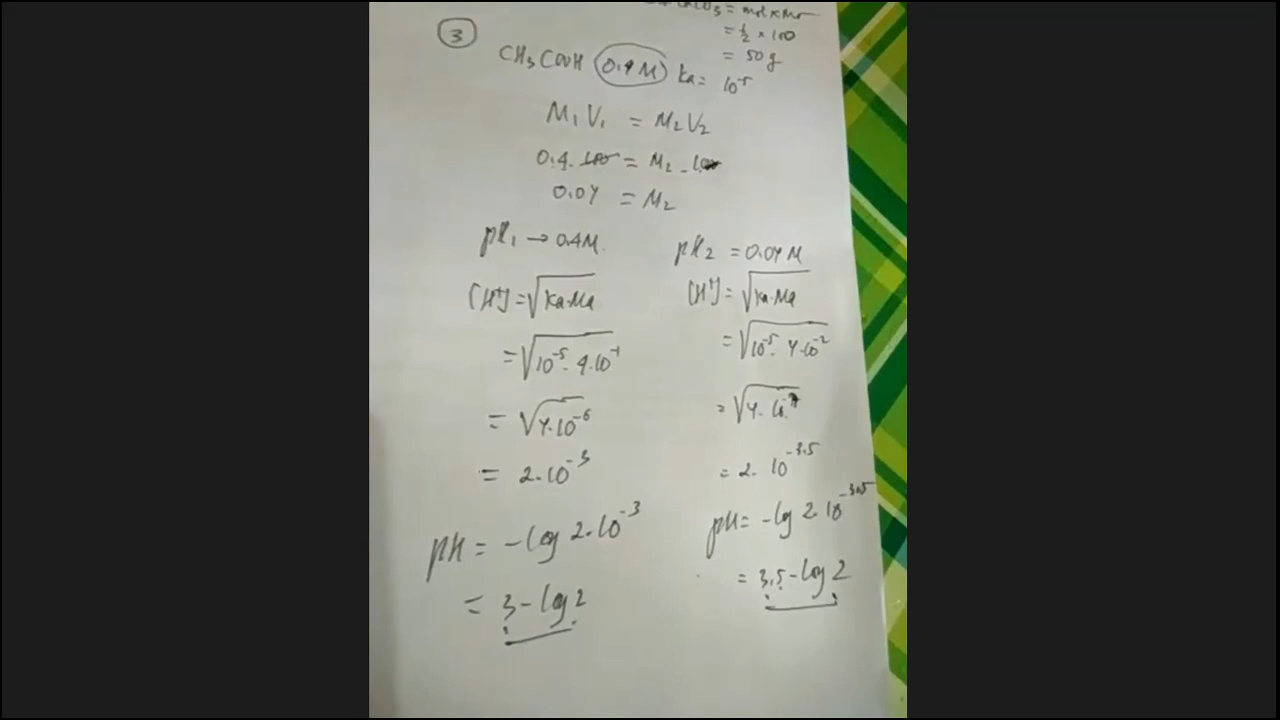 = mol x Mr
= 1/2 × 100
= 50 g
3
CH3COOH 0.4 M Ka = 10^-5
M1V1 = M2V2
0.4. 100 = M2 .
0.04 = M2
pH1 → 0.4M.
[H+] = √Ka.Ma
= √10^-5. 4.10^-1
= √4.10^-6
= 2.10^-3
pH = -log 2.10^-3
= 3 - log 2
pH2 = 0.04 M
[H+] = √Ka.Ma
= √10^-5. 4.10^-2
= √4. 10^-7
= 2. 10^-3.5
pH = -log 2.10^-3.5
= 3.5 - log 2